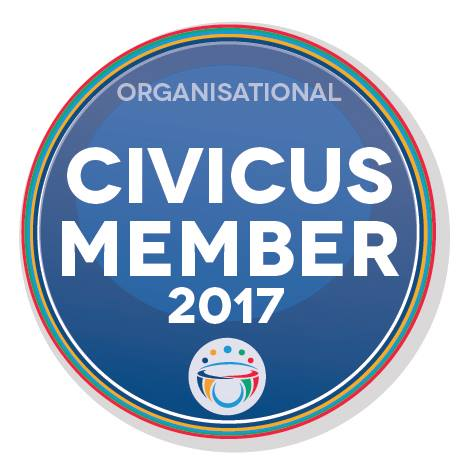 ORGANISATIONAL
CIVICUS
MEMBER
2017